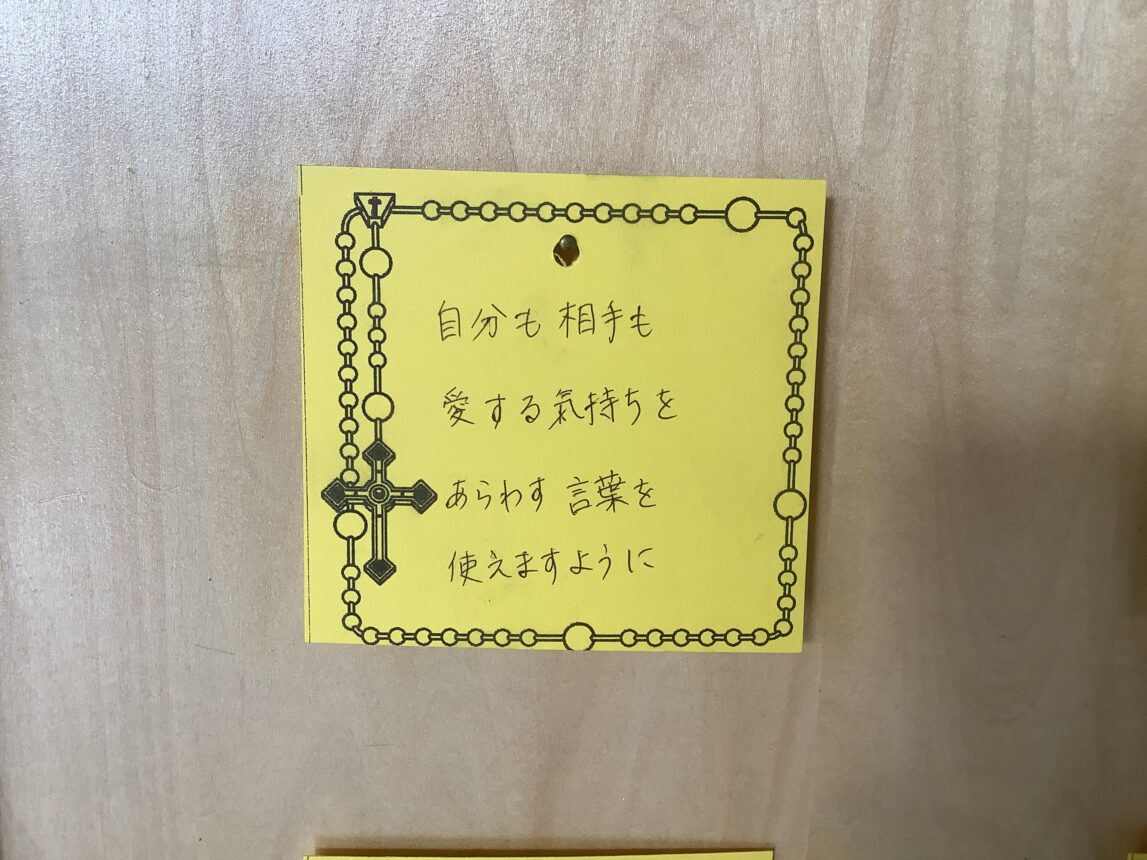 自分も 相手も
愛する氣持ちを
あらわす 言葉を
使えますように